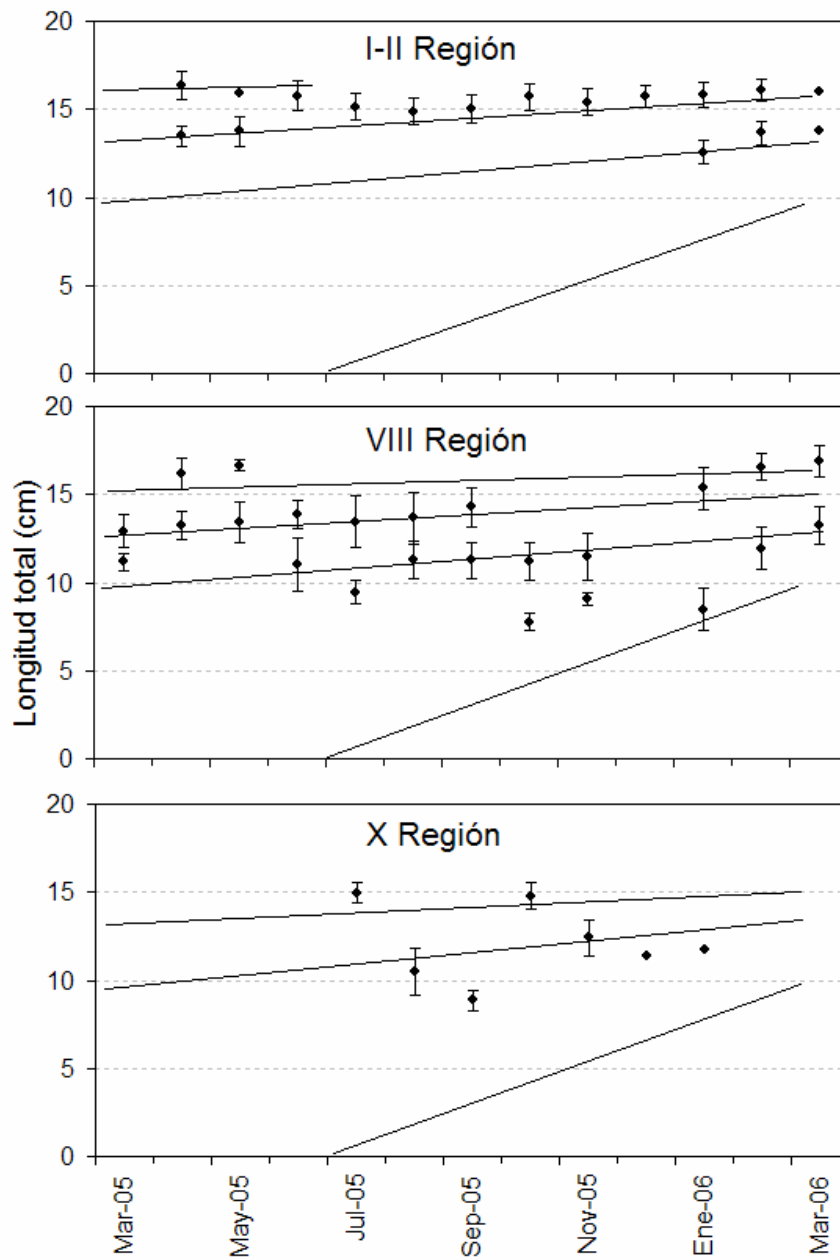 20
I-II Región
15
10
5
0
20
VIII Región
15
10
5
0
Longitud total (cm)
20
X Región
15
10
5
0
Mar-05
May-05
Jul-05
Sep-05
Nov-05
Ene-06
Mar-06